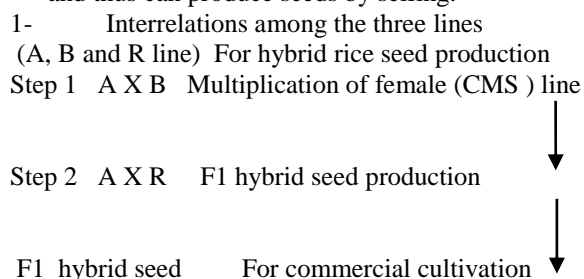 and thus can produce seeds by selfing.
1- Interrelations among the three lines
(A, B and R line) For hybrid rice seed production
Step 1 A X B Multiplication of female (CMS ) line
Step 2 A X R F1 hybrid seed production
F1 hybrid seed For commercial cultivation